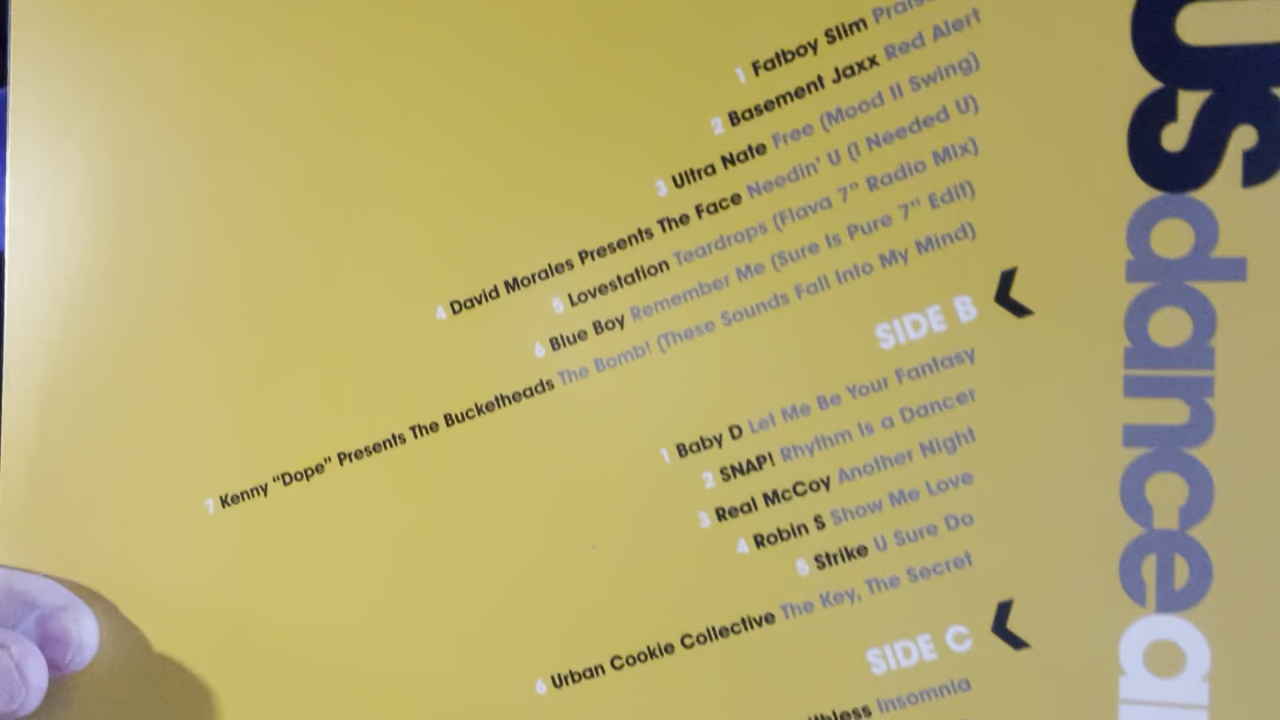 1 Fatboy Slim
2 Basement Jaxx Red Alert
3 Ultra Nate Free (Mood II Swing)
4 David Morales Presents The Face Needin' U (I Needed U)
5 Lovestation Teardrops (Flava 7" Radio Mix)
6 Blue Boy Remember Me (Sure Is Pure 7" Edit)
7 Kenny "Dope" Presents The Bucketheads The Bomb! (These Sounds Fall Into My Mind)
SIDE B
1 Baby D Let Me Be Your Fantasy
2 SNAP! Rhythm Is a Dancer
3 Real McCoy Another Night
4 Robin S Show Me Love
5 Strike U Sure Do
6 Urban Cookie Collective The Key, The Secret
SIDE C
Insomnia
dance